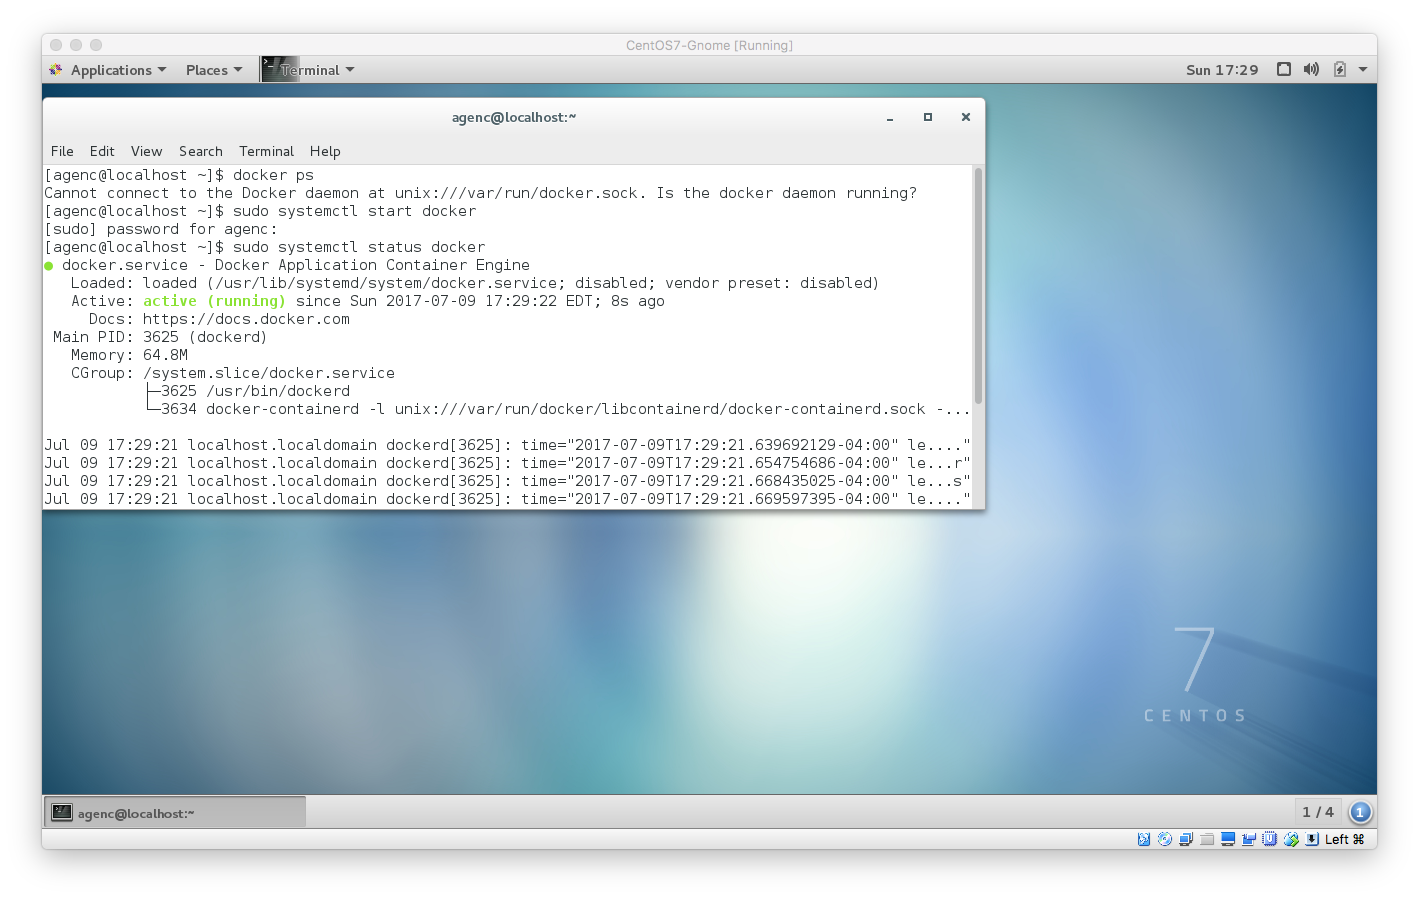 CentOS7-Gnome [Running]
Applications Places Terminal Sun 17:29
agenc@localhost:~
File Edit View Search Terminal Help
[agenc@localhost ~]$ docker ps
Cannot connect to the Docker daemon at unix:///var/run/docker.sock. Is the docker daemon running?
[agenc@localhost ~]$ sudo systemctl start docker
[sudo] password for agenc:
[agenc@localhost ~]$ sudo systemctl status docker
● docker.service - Docker Application Container Engine
   Loaded: loaded (/usr/lib/systemd/system/docker.service; disabled; vendor preset: disabled)
   Active: active (running) since Sun 2017-07-09 17:29:22 EDT; 8s ago
     Docs: https://docs.docker.com
 Main PID: 3625 (dockerd)
   Memory: 64.8M
   CGroup: /system.slice/docker.service
           ├─3625 /usr/bin/dockerd
           └─3634 docker-containerd -l unix:///var/run/docker/libcontainerd/docker-containerd.sock -...
Jul 09 17:29:21 localhost.localdomain dockerd[3625]: time="2017-07-09T17:29:21.639692129-04:00" le...."
Jul 09 17:29:21 localhost.localdomain dockerd[3625]: time="2017-07-09T17:29:21.654754686-04:00" le...r"
Jul 09 17:29:21 localhost.localdomain dockerd[3625]: time="2017-07-09T17:29:21.668435025-04:00" le...s"
Jul 09 17:29:21 localhost.localdomain dockerd[3625]: time="2017-07-09T17:29:21.669597395-04:00" le...."
7
CENTOS
agenc@localhost:~ 1 / 4 1
Left ⌘